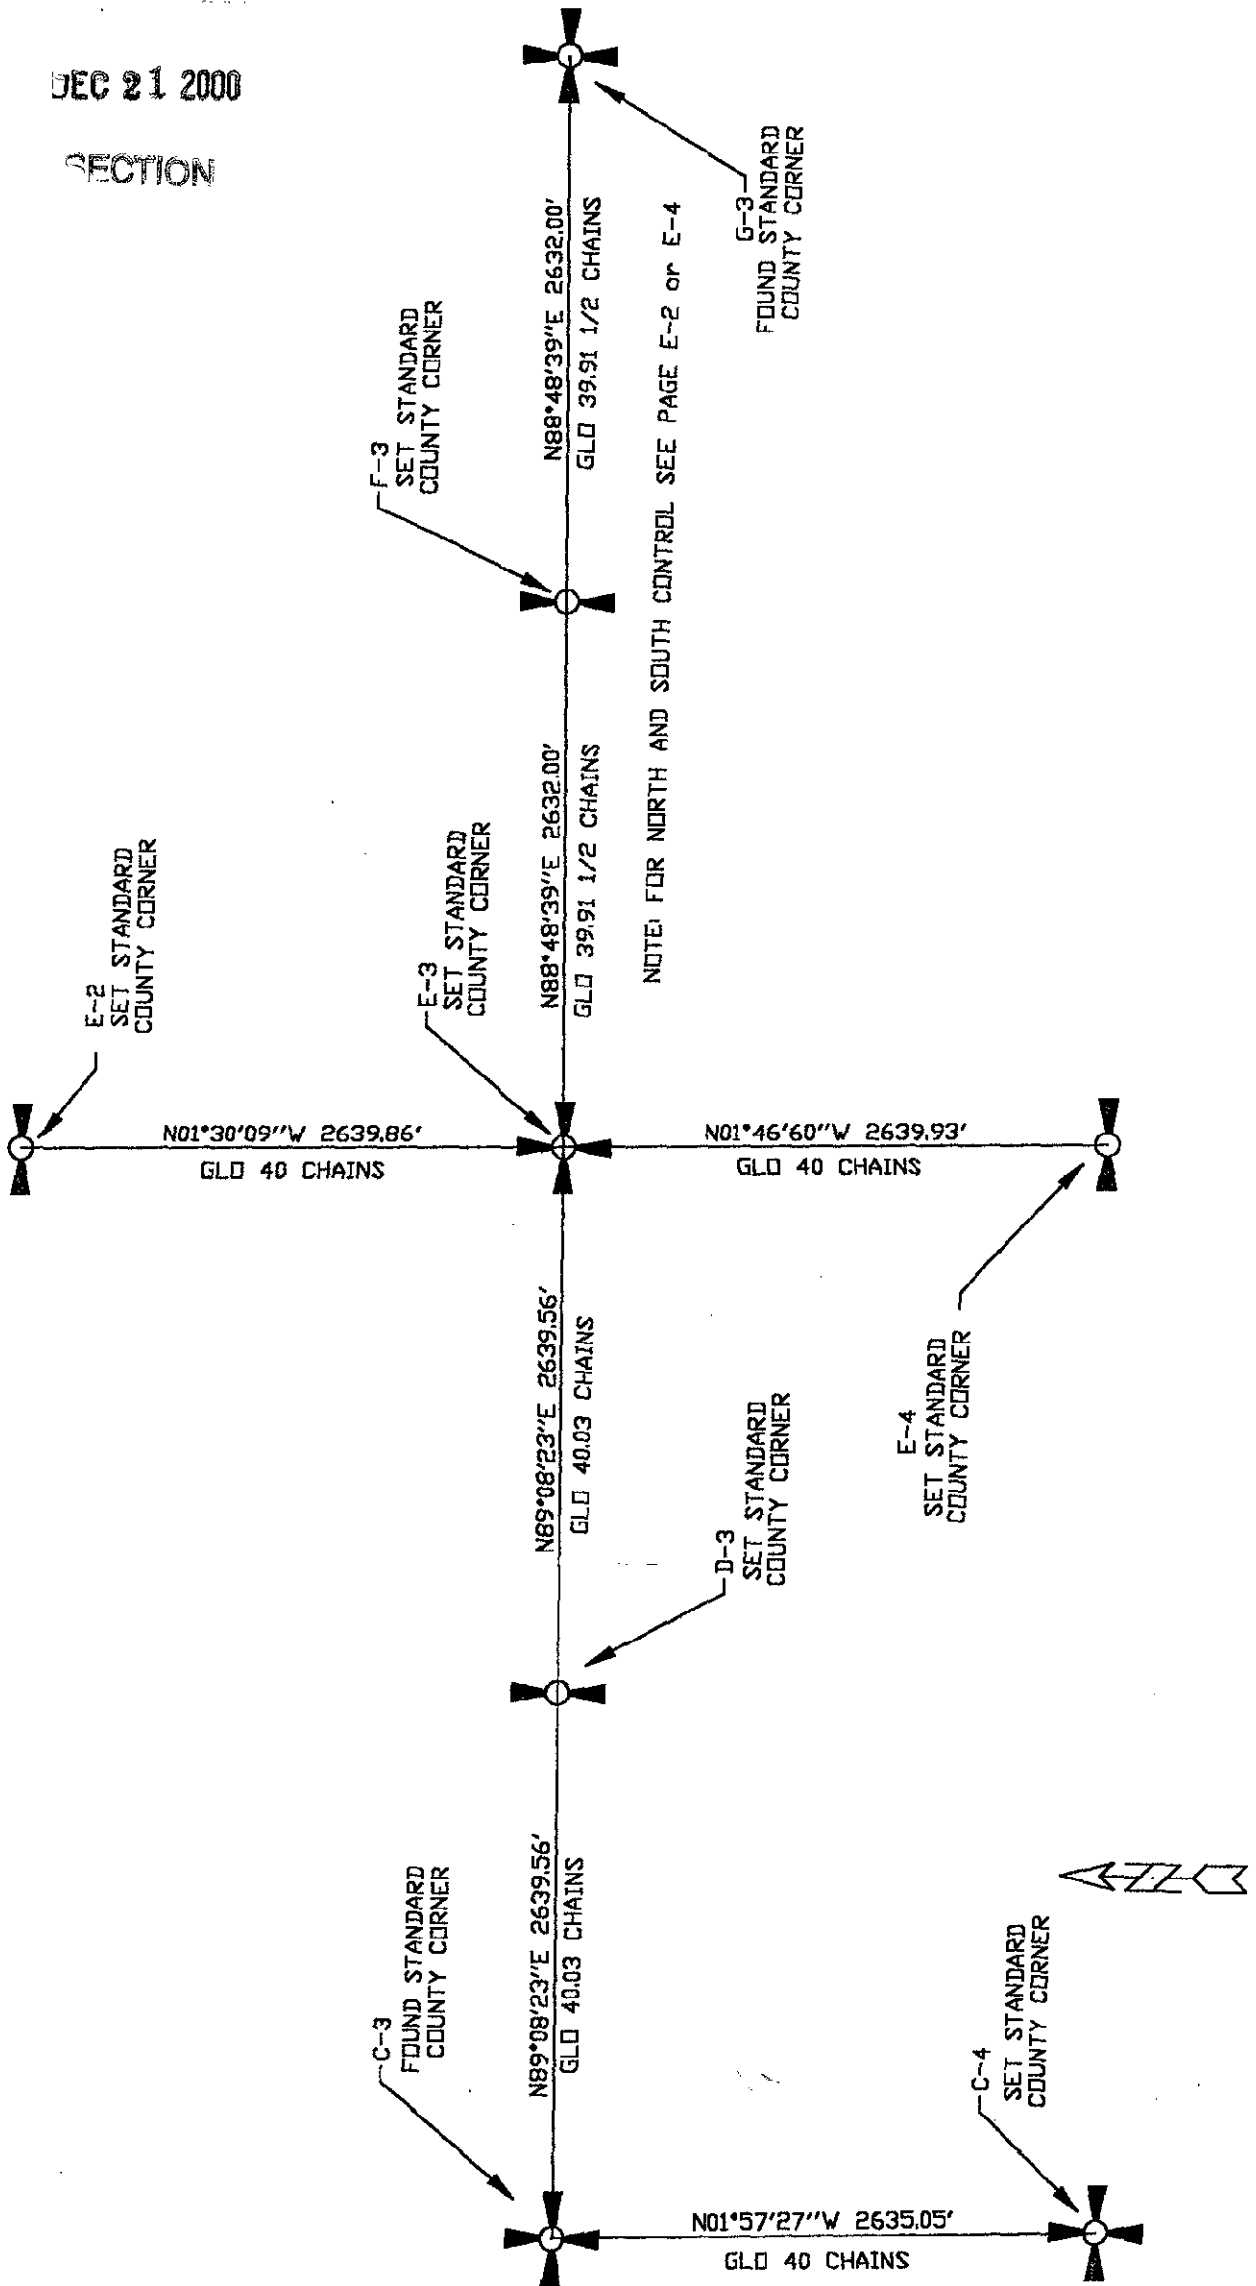 DEC 21 2000
SECTION
G-3
FOUND STANDARD
COUNTY CORNER
N88°48'39"E 2632.00'
GLO 39.91 1/2 CHAINS
F-3
SET STANDARD
COUNTY CORNER
NOTE: FOR NORTH AND SOUTH CONTROL SEE PAGE E-2 or E-4
N88°48'39"E 2632.00'
GLO 39.91 1/2 CHAINS
E-2
SET STANDARD
COUNTY CORNER
E-3
SET STANDARD
COUNTY CORNER
N01°30'09"W 2639.86'
GLO 40 CHAINS
N01°46'60"W 2639.93'
GLO 40 CHAINS
N89°08'23"E 2639.56'
GLO 40.03 CHAINS
E-4
SET STANDARD
COUNTY CORNER
D-3
SET STANDARD
COUNTY CORNER
N89°08'23"E 2639.56'
GLO 40.03 CHAINS
C-3
FOUND STANDARD
COUNTY CORNER
C-4
SET STANDARD
COUNTY CORNER
N01°57'27"W 2635.05'
GLO 40 CHAINS